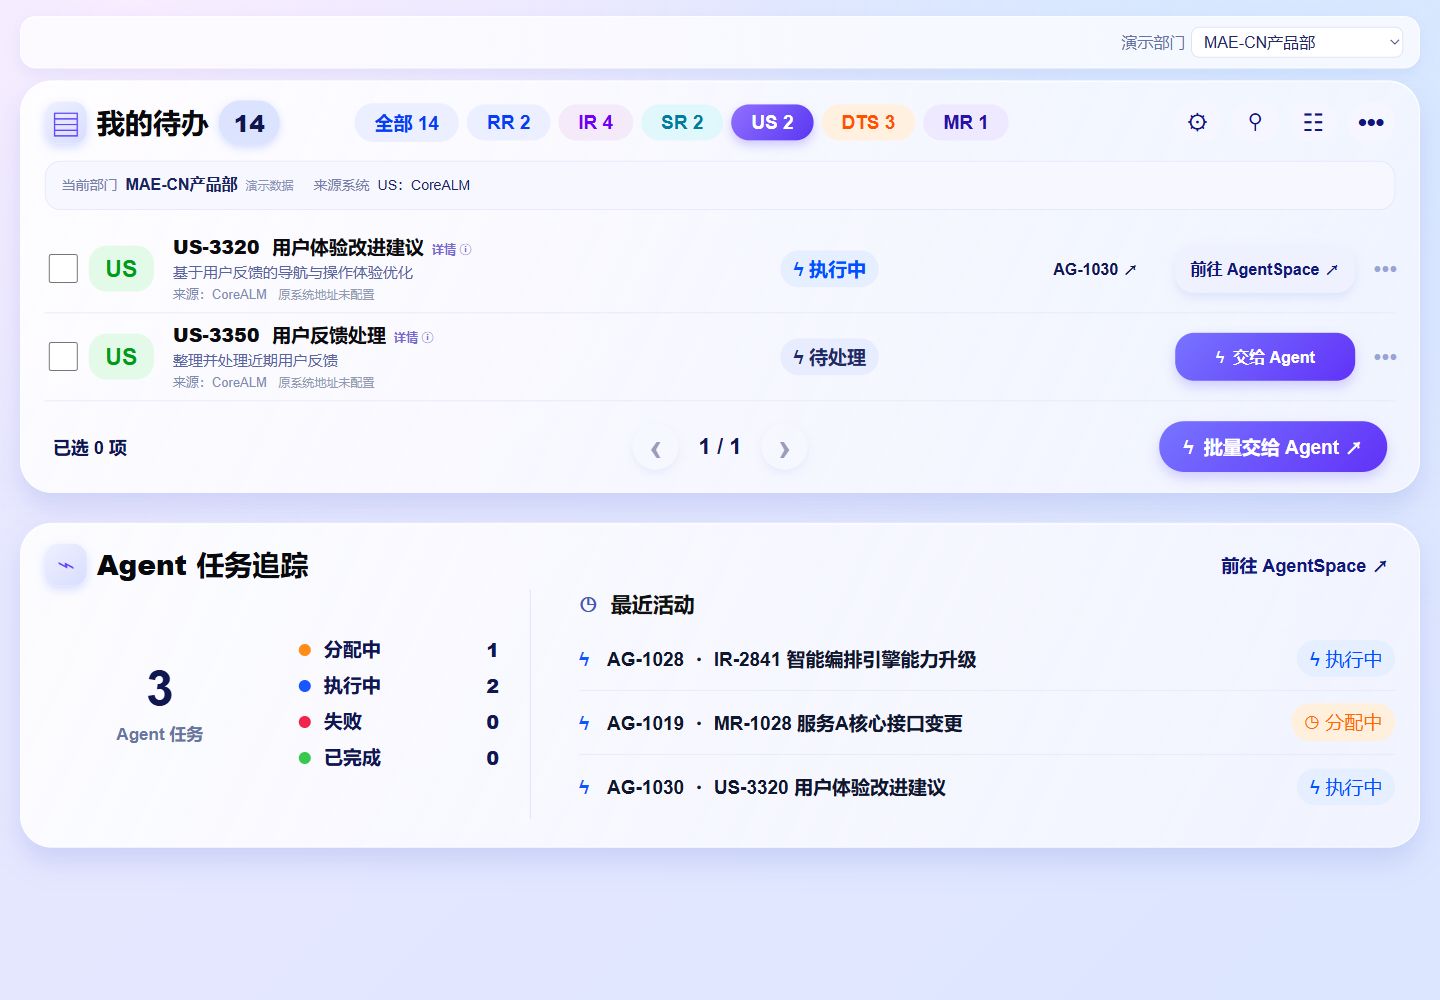 演示部门 MAE-CN产品部
我的待办 14 全部 14 RR 2 IR 4 SR 2 US 2 DTS 3 MR 1
当前部门 MAE-CN产品部 演示数据 来源系统 US：CoreALM
US US-3320 用户体验改进建议 详情
基于用户反馈的导航与操作体验优化
来源：CoreALM 原系统地址未配置
执行中 AG-1030 ↗ 前往 AgentSpace ↗ •••
US US-3350 用户反馈处理 详情
整理并处理近期用户反馈
来源：CoreALM 原系统地址未配置
待处理 交给 Agent •••
已选 0 项 ‹ 1 / 1 › 批量交给 Agent ↗
Agent 任务追踪 前往 AgentSpace ↗
3
Agent 任务
分配中 1
执行中 2
失败 0
已完成 0
最近活动
AG-1028 · IR-2841 智能编排引擎能力升级 执行中
AG-1019 · MR-1028 服务A核心接口变更 分配中
AG-1030 · US-3320 用户体验改进建议 执行中